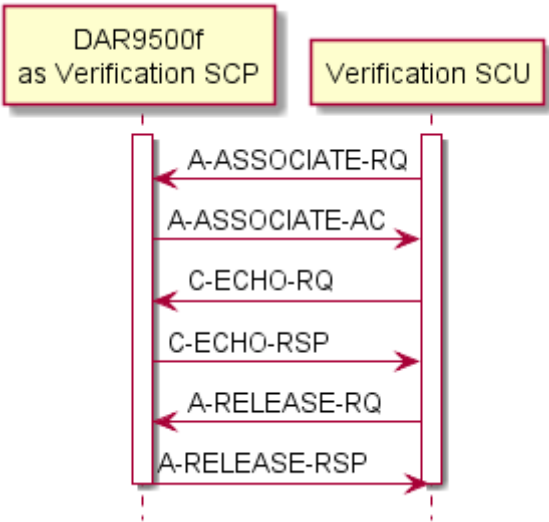 DAR9500f
as Verification SCP
Verification SCU
A-ASSOCIATE-RQ
A-ASSOCIATE-AC
C-ECHO-RQ
C-ECHO-RSP
A-RELEASE-RQ
A-RELEASE-RSP